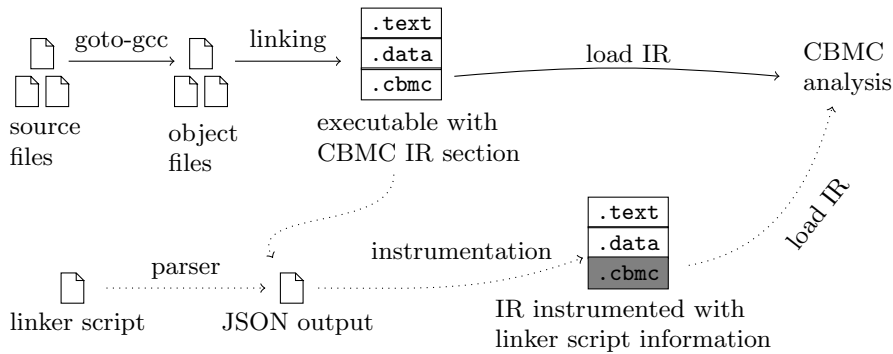 goto-gcc
linking
.text
.data
.cbmc
load IR
CBMC
analysis
source
files
object
files
executable with
CBMC IR section
.text
.data
.cbmc
load IR
parser
instrumentation
linker script
JSON output
IR instrumented with
linker script information